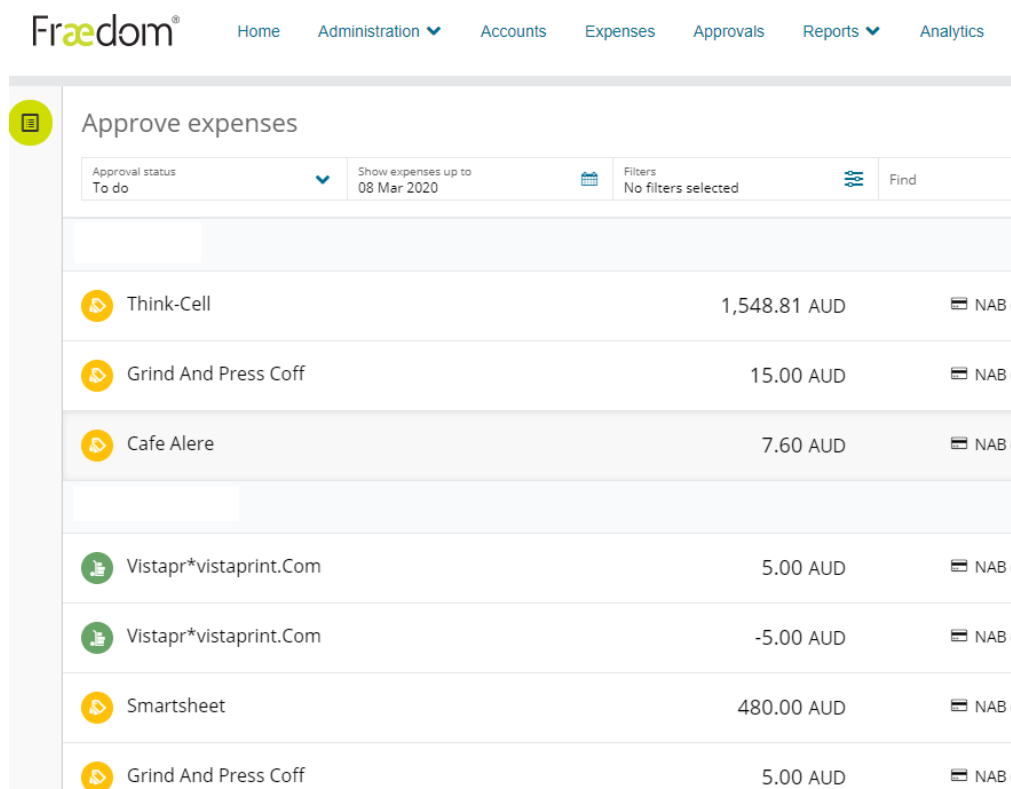 Frædom®
Home Administration Accounts Expenses Approvals Reports Analytics
Approve expenses
Approval status Show expenses up to Filters
To do 08 Mar 2020 No filters selected Find
Think-Cell 1,548.81 AUD NAB
Grind And Press Coff 15.00 AUD NAB
Cafe Alere 7.60 AUD NAB
Vistapr*vistaprint.Com 5.00 AUD NAB
Vistapr*vistaprint.Com -5.00 AUD NAB
Smartsheet 480.00 AUD NAB
Grind And Press Coff 5.00 AUD NAB